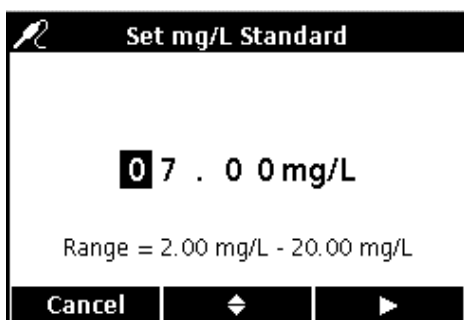 Set mg/L Standard
07.00mg/L
Range = 2.00 mg/L - 20.00 mg/L
Cancel